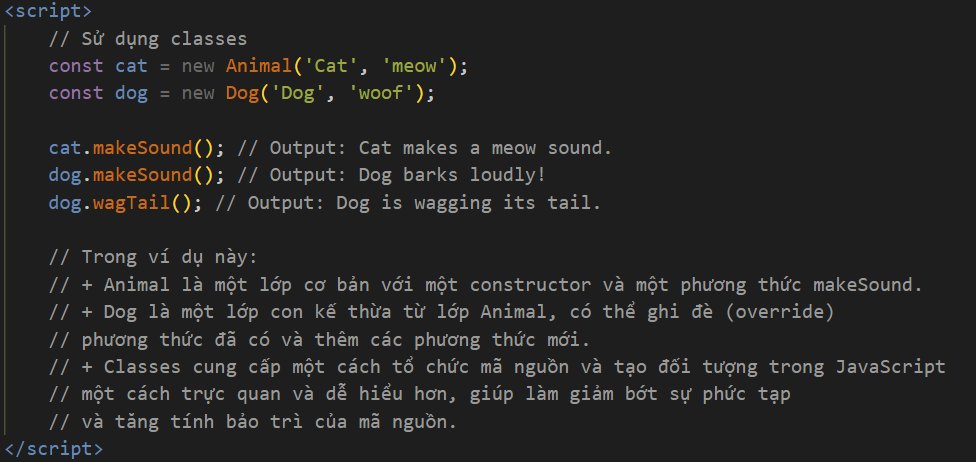 <script>
// Sử dụng classes
const cat = new Animal('Cat', 'meow');
const dog = new Dog('Dog', 'woof');
cat.makeSound(); // Output: Cat makes a meow sound.
dog.makeSound(); // Output: Dog barks loudly!
dog.wagTail(); // Output: Dog is wagging its tail.
// Trong ví dụ này:
// + Animal là một lớp cơ bản với một constructor và một phương thức makeSound.
// + Dog là một lớp con kế thừa từ lớp Animal, có thể ghi đè (override)
// phương thức đã có và thêm các phương thức mới.
// + Classes cung cấp một cách tổ chức mã nguồn và tạo đối tượng trong JavaScript
// một cách trực quan và dễ hiểu hơn, giúp làm giảm bớt sự phức tạp
// và tăng tính bảo trì của mã nguồn.
</script>